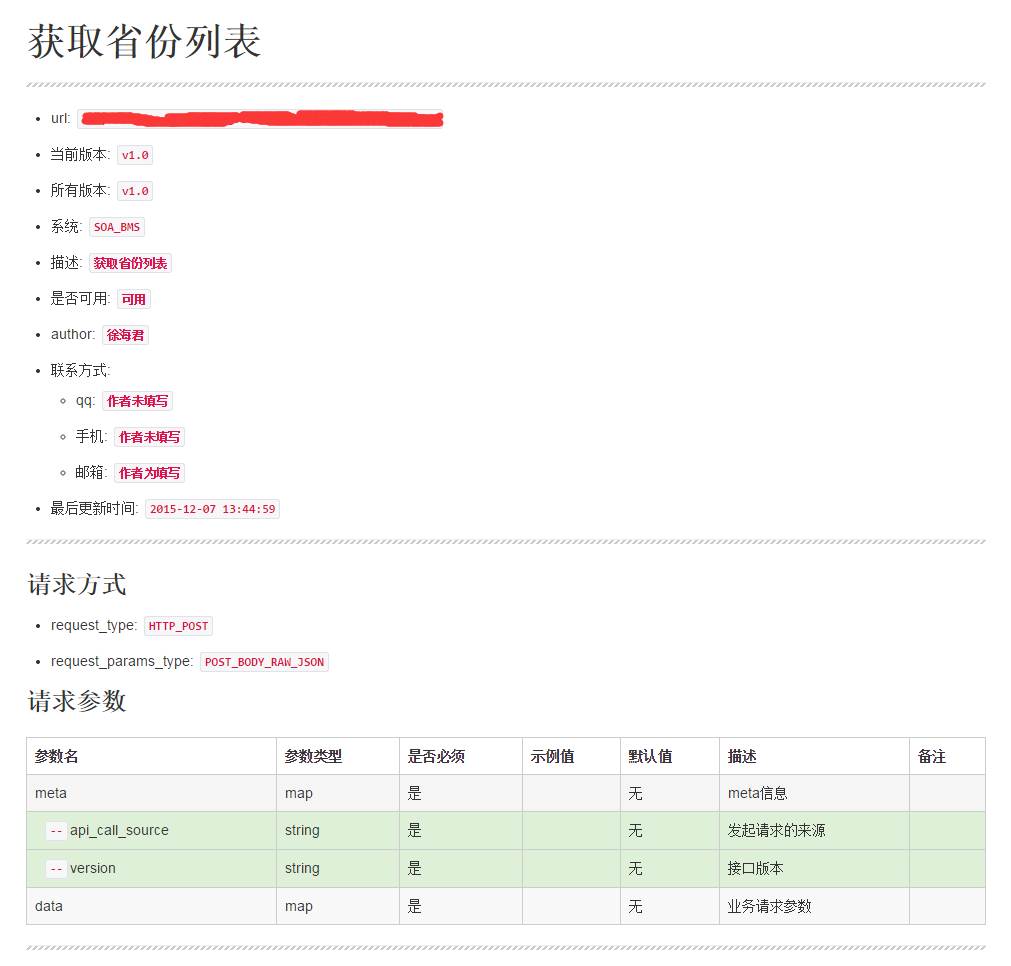 获取省份列表
url:
当前版本: v1.0
所有版本: v1.0
系统: SOA_BMS
描述: 获取省份列表
是否可用: 可用
author: 徐海君
联系方式:
qq: 作者未填写
手机: 作者未填写
邮箱: 作者为填写
最后更新时间: 2015-12-07 13:44:59
请求方式
request_type: HTTP_POST
request_params_type: POST_BODY_RAW_JSON
请求参数
参数名 参数类型 是否必须 示例值 默认值 描述 备注
meta map 是 无 meta信息
-- api_call_source string 是 无 发起请求的来源
-- version string 是 无 接口版本
data map 是 无 业务请求参数